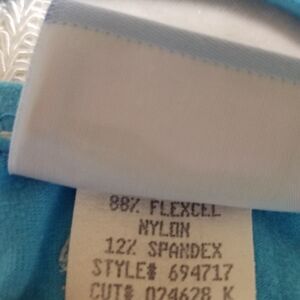 88% FLEXCEL
NYLON
12% SPANDEX
STYLE# 694717
CUT# 024628 K